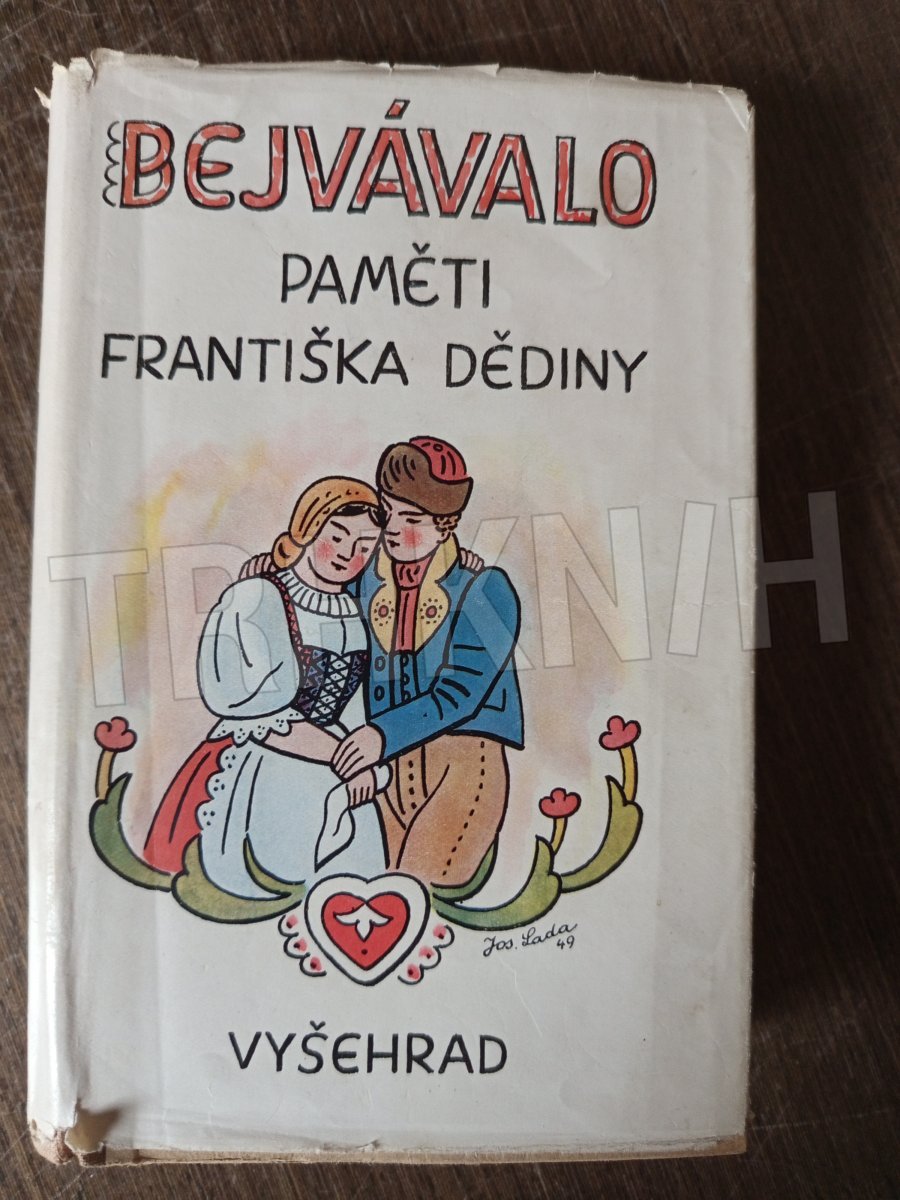 BEJVÁVALO
PAMĚTI
FRANTIŠKA DĚDINY
Jos. Lada
49
VYŠEHRAD